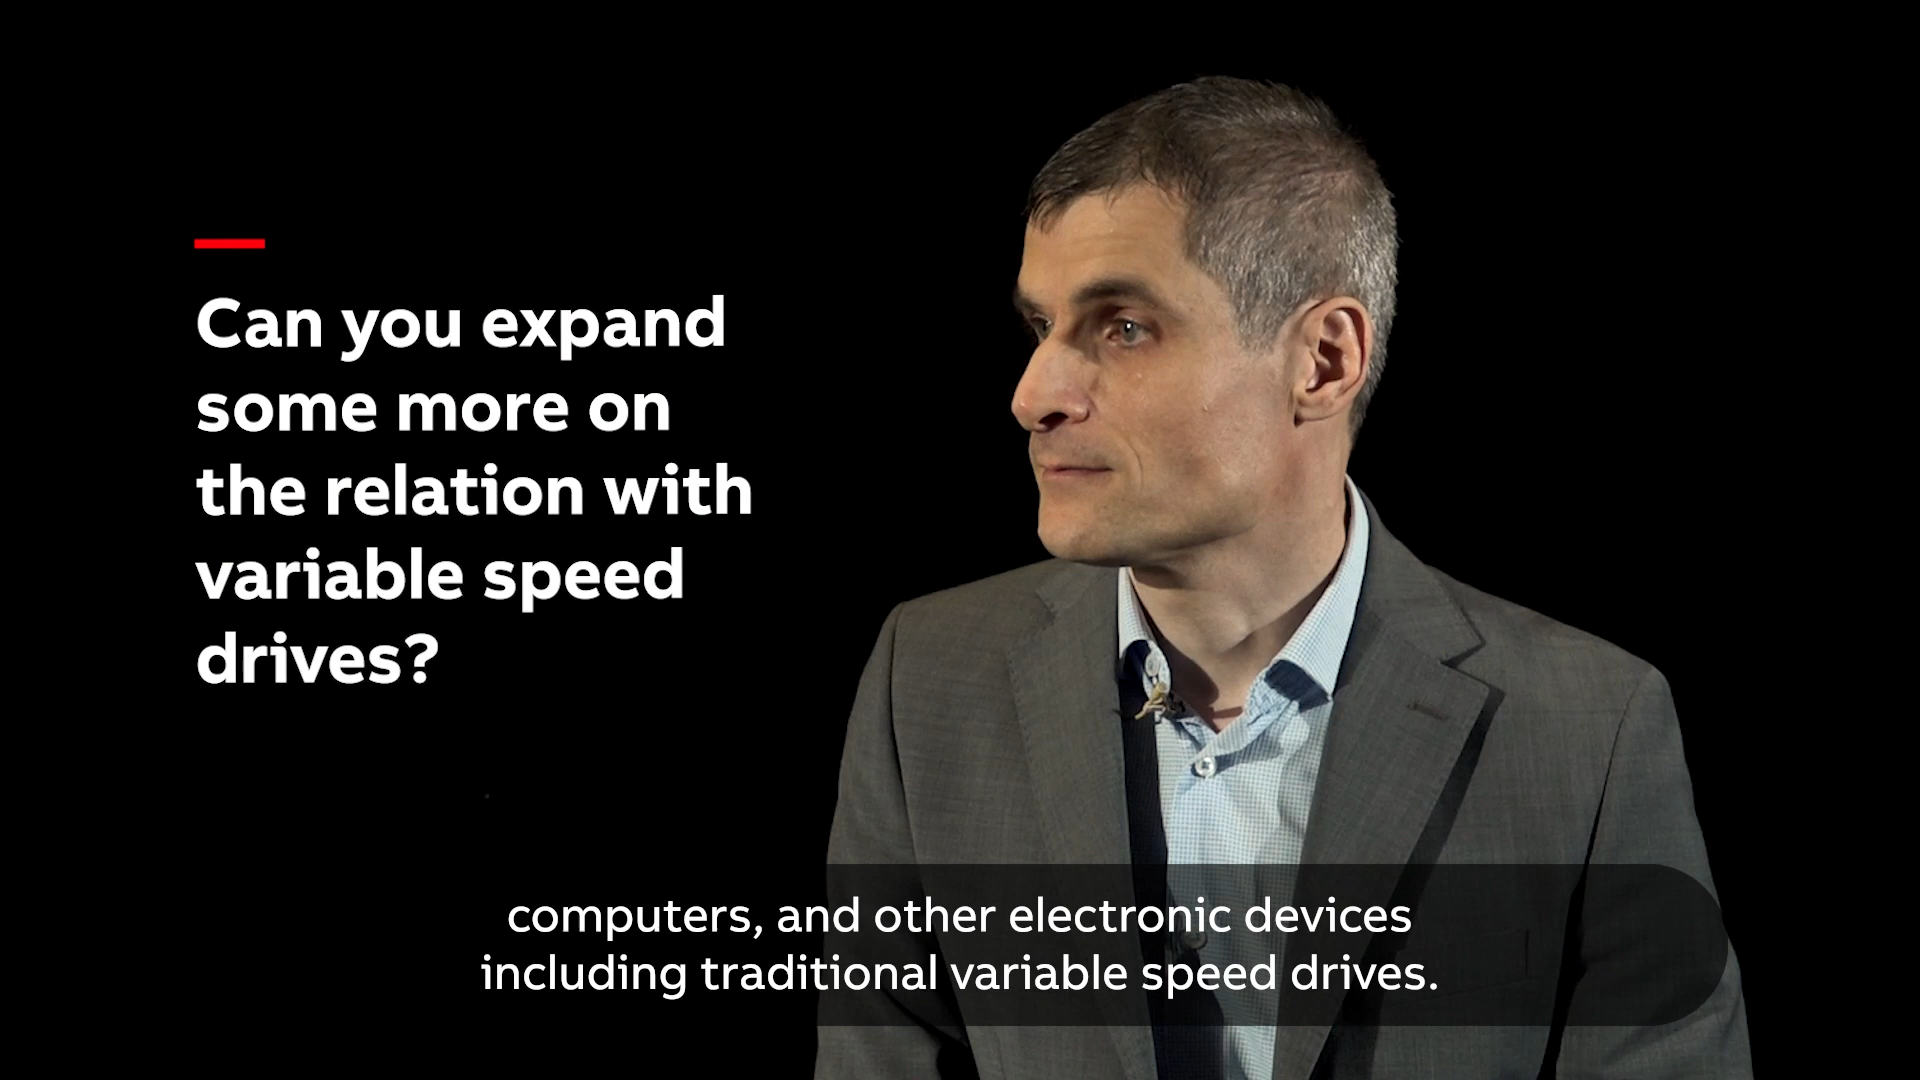 Can you expand
some more on
the relation with
variable speed
drives?
computers, and other electronic devices
including traditional variable speed drives.